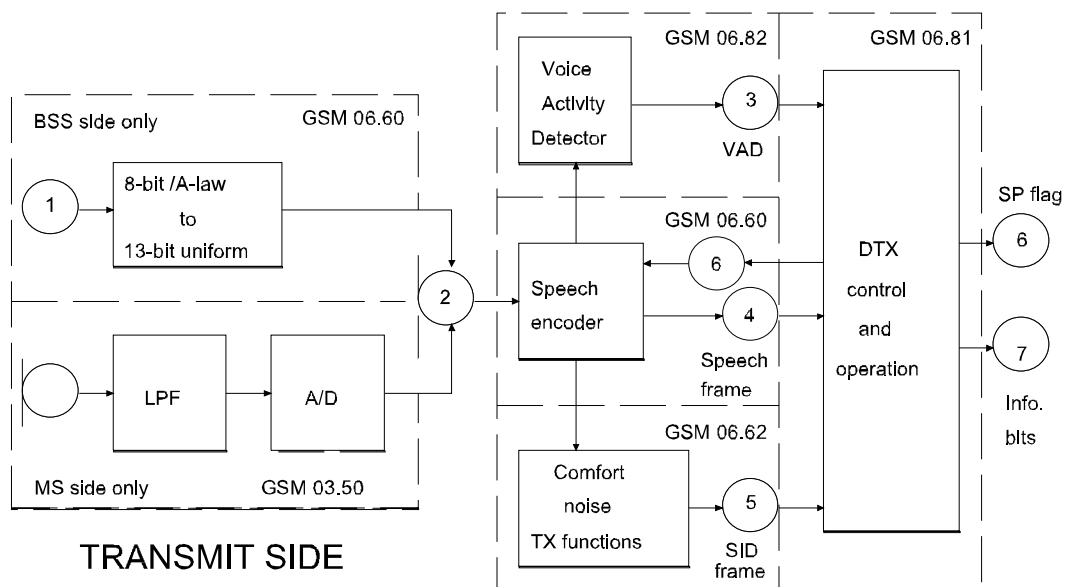 BSS side only
GSM 06.60
1
8-bit /A-law
to
13-bit uniform
2
LPF
A/D
MS side only
GSM 03.50
TRANSMIT SIDE
GSM 06.82
Voice
Activity
Detector
3
VAD
GSM 06.60
Speech
encoder
6
4
Speech
frame
GSM 06.62
Comfort
noise
TX functions
5
SID
frame
GSM 06.81
DTX
control
and
operation
SP flag
6
7
Info.
bits